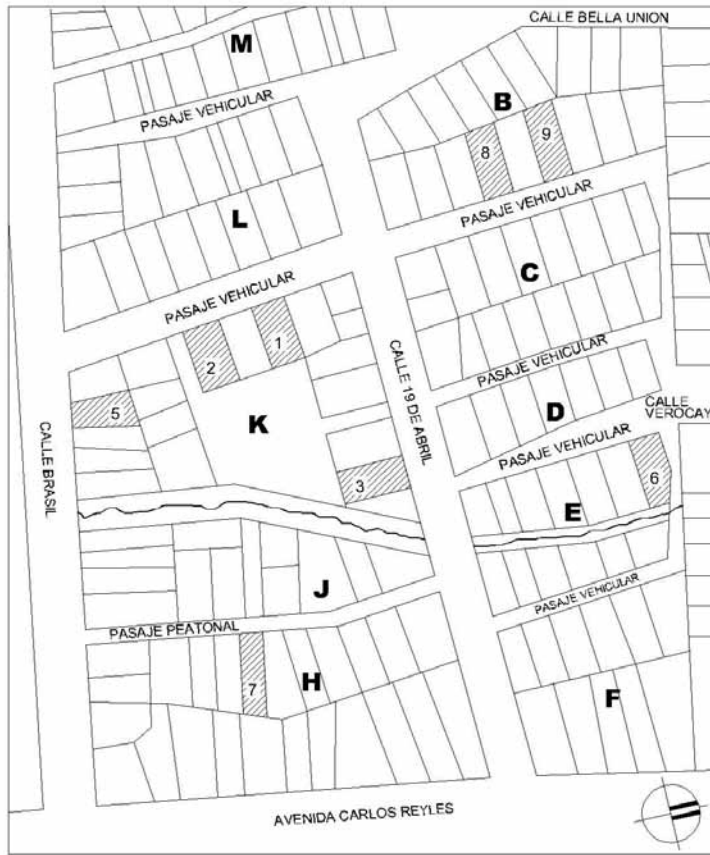 CALLE BELLA UNION
M
B
PASAJE VEHICULAR
9
8
L
PASAJE VEHICULAR
C
PASAJE VEHICULAR
1
2
PASAJE VEHICULAR
CALLE 19 DE ABRIL
5
K
D
CALLE
VEROCAY
CALLE BRASIL
PASAJE VEHICULAR
3
6
E
J
PASAJE VEHICULAR
PASAJE PEATONAL
7
H
F
AVENIDA CARLOS REYLES